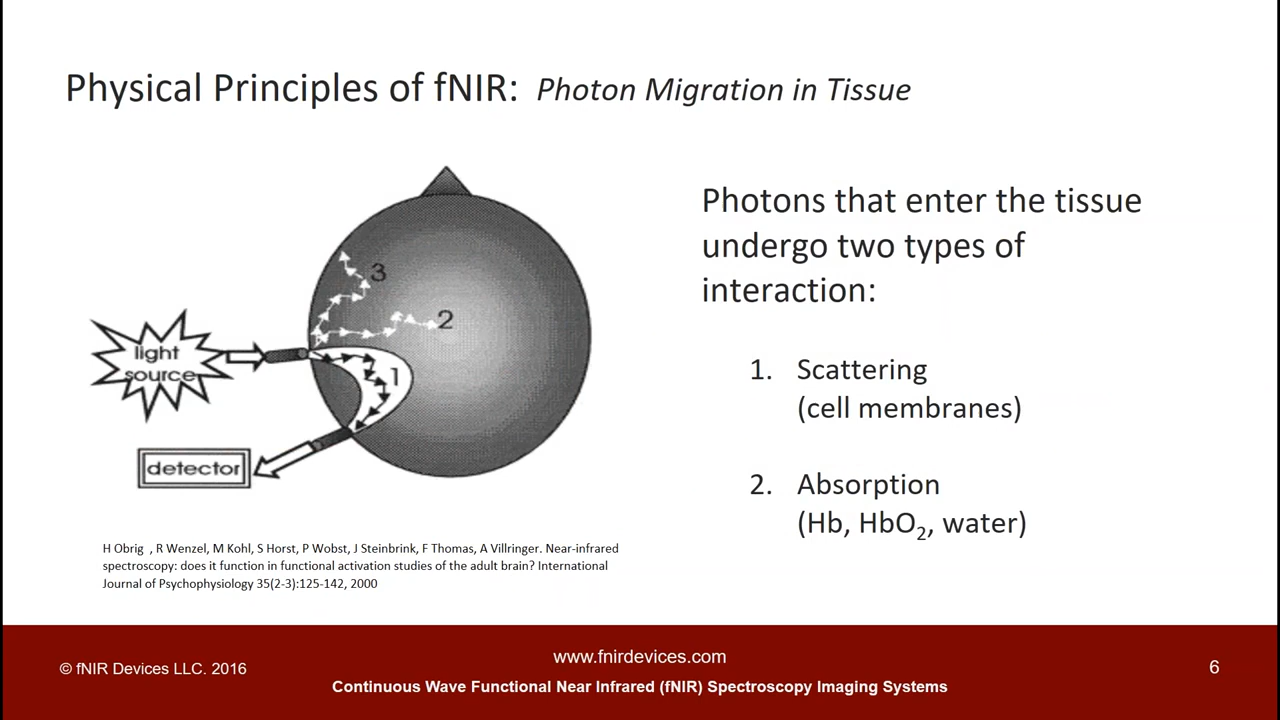 Physical Principles of fNIR: Photon Migration in Tissue
3
2
light
source
1
detector
Photons that enter the tissue
undergo two types of
interaction:
1. Scattering
(cell membranes)
2. Absorption
(Hb, HbO₂, water)
H Obrig , R Wenzel, M Kohl, S Horst, P Wobst, J Steinbrink, F Thomas, A Villringer. Near-infrared
spectroscopy: does it function in functional activation studies of the adult brain? International
Journal of Psychophysiology 35(2-3):125-142, 2000
© fNIR Devices LLC. 2016
www.fnirdevices.com
Continuous Wave Functional Near Infrared (fNIR) Spectroscopy Imaging Systems
6